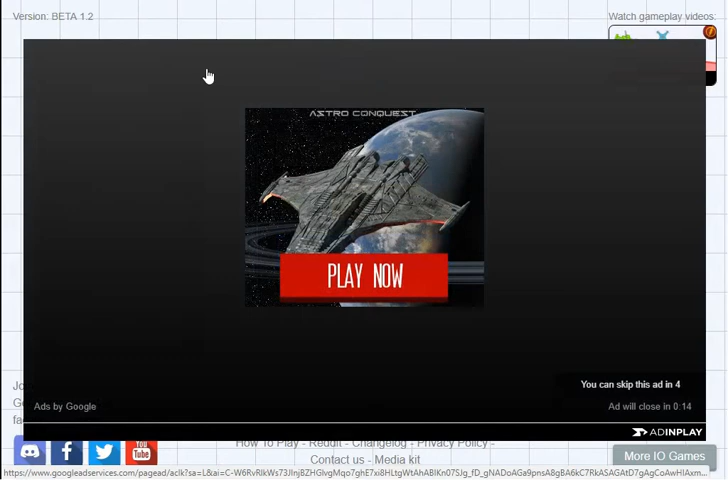 Version: BETA 1.2
Watch gameplay videos:
ASTRO CONQUEST
PLAY NOW
You can skip this ad in 4
Ads by Google
Ad will close in 0:14
ADINPLAY
You Tube
How To Play - Reddit - Changelog - Privacy Policy -
Contact us - Media kit
More IO Games